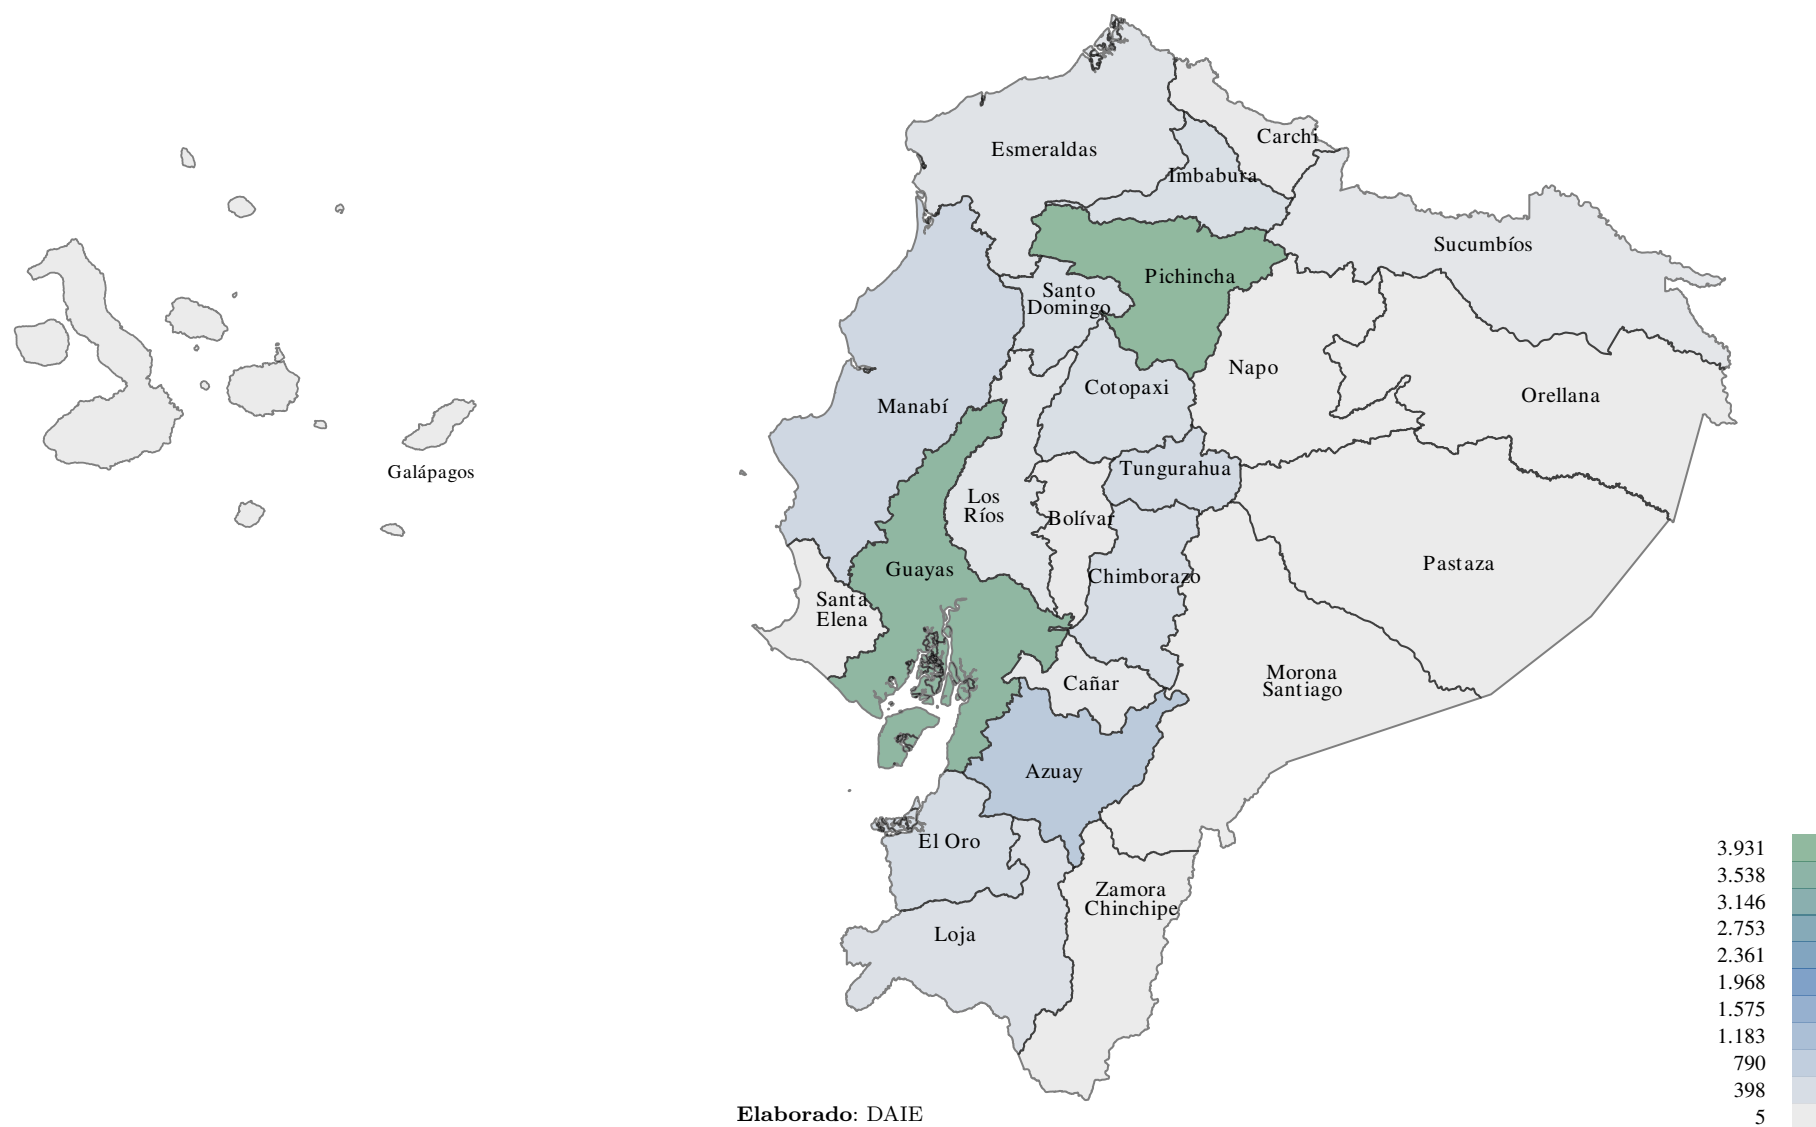 Esmeraldas
Carchi
Imbabura
Sucumbíos
Pichincha
Santo
Domingo
Napo
Cotopaxi
Orellana
Manabí
Galápagos
Tungurahua
Los
Ríos
Bolívar
Pastaza
Guayas
Chimborazo
Santa
Elena
Morona
Santiago
Cañar
Azuay
El Oro
Zamora
Chinchipe
Loja
3.931
3.538
3.146
2.753
2.361
1.968
1.575
1.183
790
398
5
Elaborado: DAIE